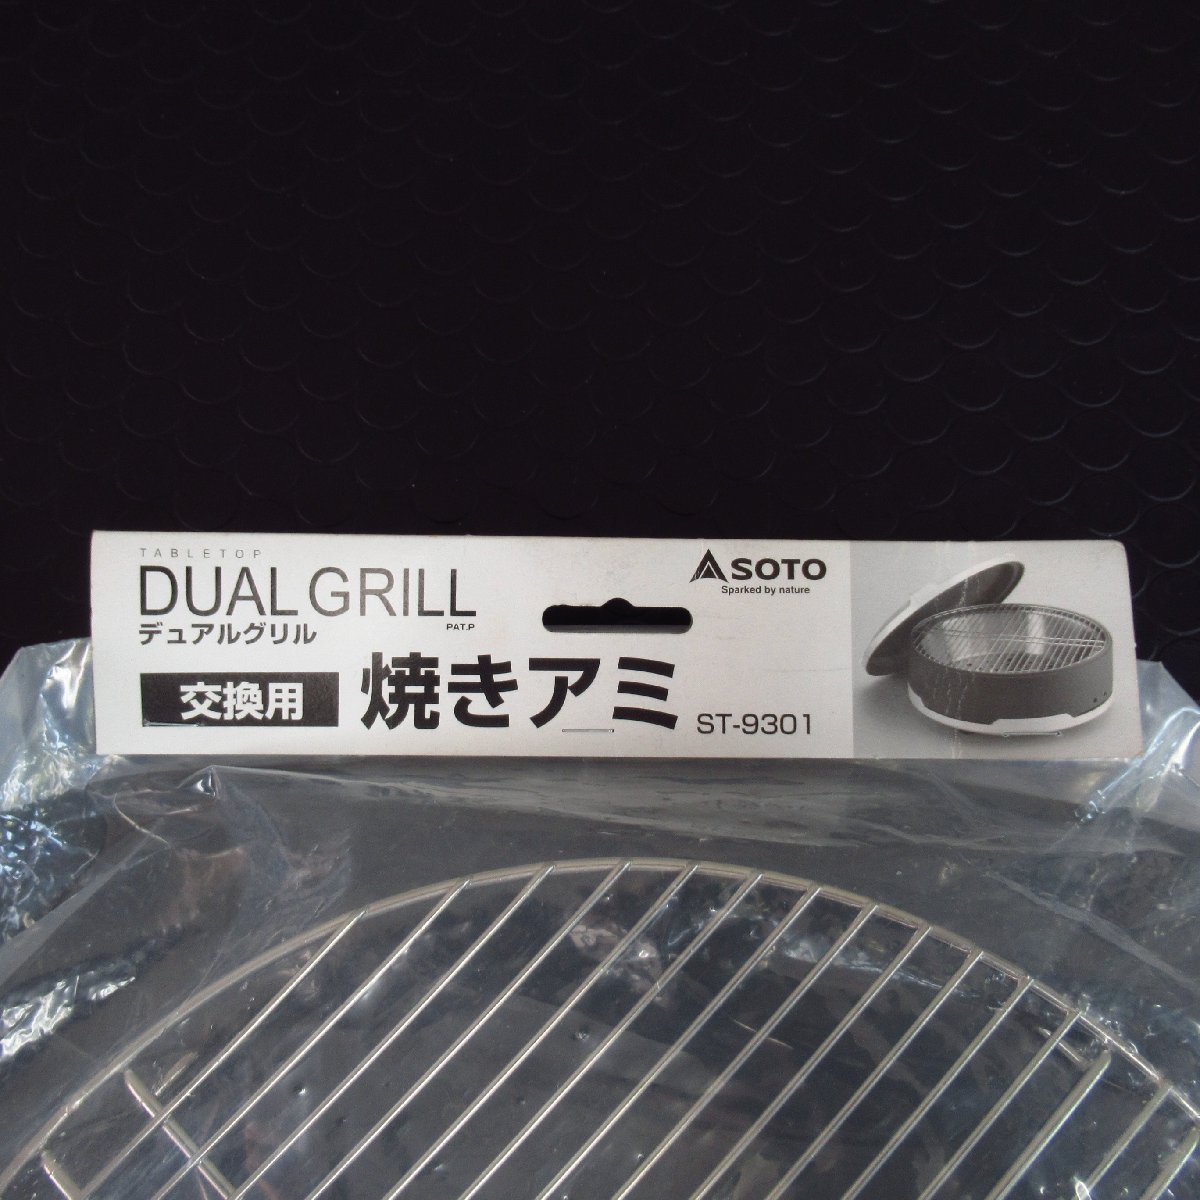 TABLETOP
DUAL GRILL
PAT.P
デュアルグリル
交換用
焼きアミ ST-9301
SOTO
Sparked by nature